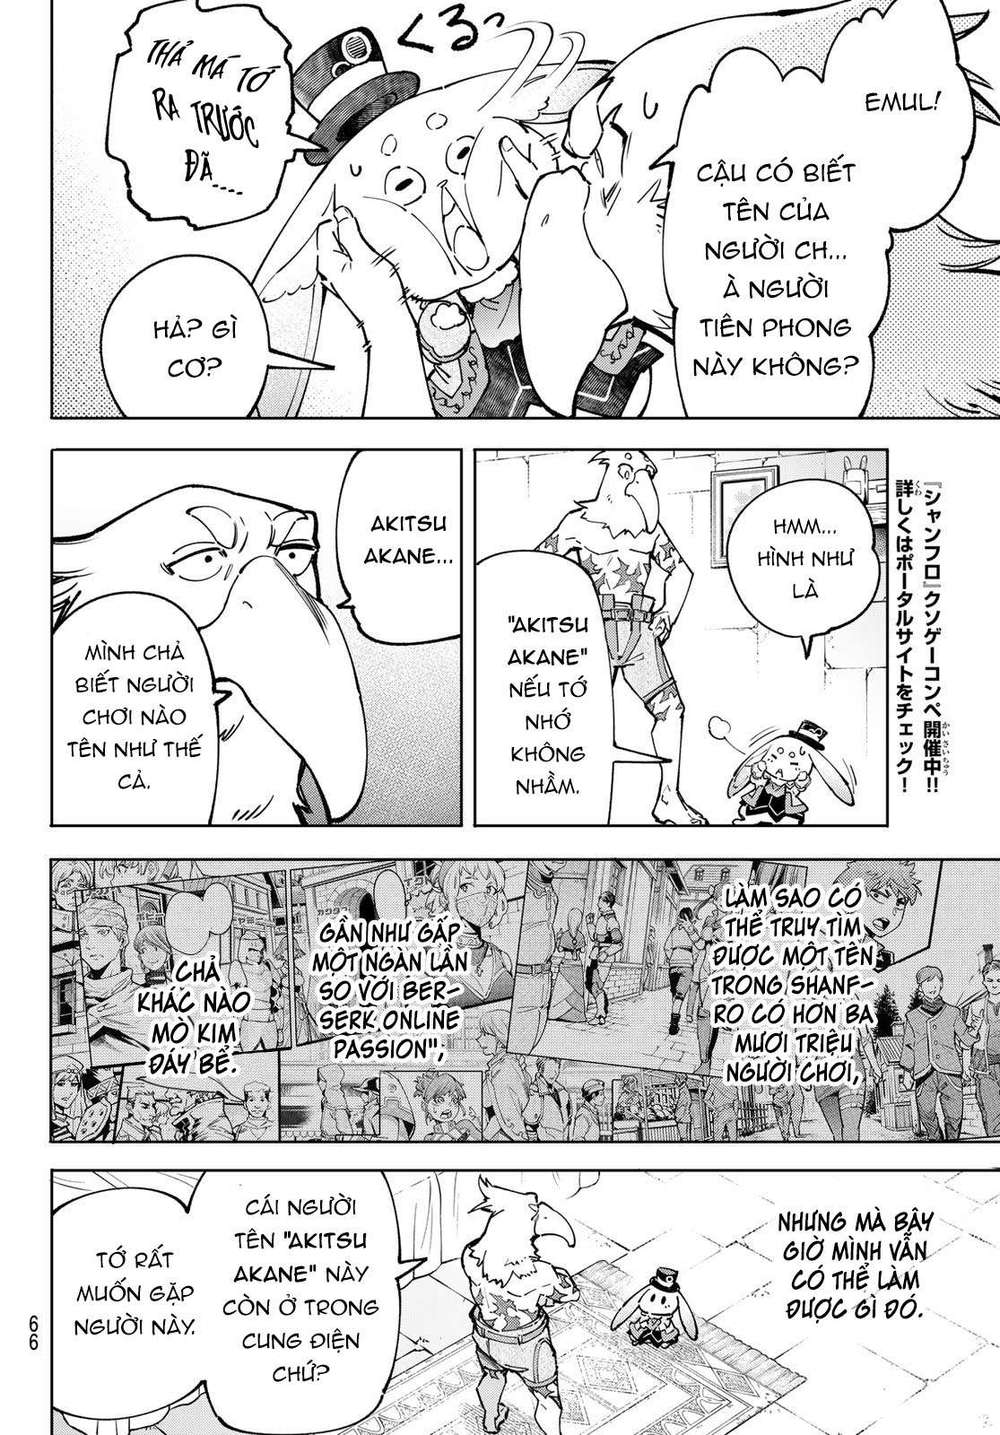 EMUL!
CẬU CÓ BIẾT
TÊN CỦA
NGƯỜI CH...
À NGƯỜI
TIÊN PHONG
NÀY KHÔNG?
くるっ
THẢ MÁ TỚ
RA TRƯỚC
ĐÃ....
HẢ? GÌ
CƠ?
『シャンフロ』クソゲーコンペ開催中!!
詳しくはポータルサイトをチェック!
HMM...
HÌNH NHƯ
LÀ
"AKITSU
AKANE"
NẾU TỚ
NHỚ
KHÔNG
NHẦM.
AKITSU
AKANE...
MÌNH CHẢ
BIẾT NGƯỜI
CHƠI NÀO
TÊN NHƯ THẾ
CẢ.
LÀM SAO CÓ
THỂ TRUY TÌM
ĐƯỢC MỘT TÊN
TRONG SHANF-
RO CÓ HƠN BA
MƯƠI TRIỆU
NGƯỜI CHƠI,
GẦN NHƯ GẤP
MỘT NGÀN LẦN
SO VỚI BER-
SERK ONLINE
PASSION",
CHẢ
KHÁC NÀO
MÒ KIM
ĐÁY BỂ.
NHƯNG MÀ BÂY
GIỜ MÌNH VẪN
CÓ THỂ LÀM
ĐƯỢC GÌ ĐÓ.
CÁI NGƯỜI
TÊN "AKITSU
AKANE" NÀY
CÒN Ở TRONG
CUNG ĐIỆN
CHỨ?
TỚ RẤT
MUỐN GẶP
NGƯỜI NÀY.
66